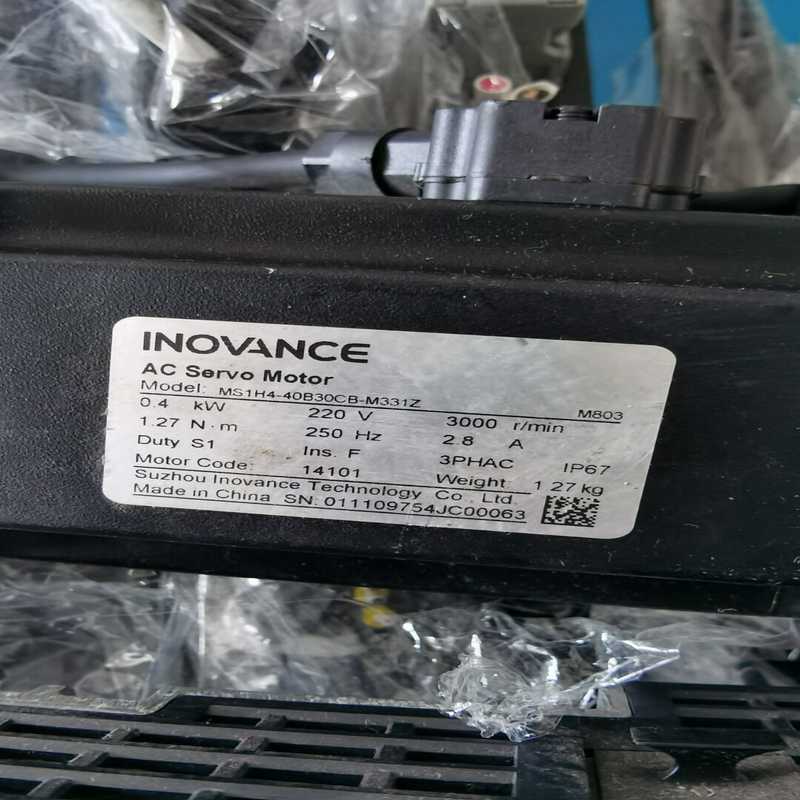 INOVANCE
AC Servo Motor
Model: MS1H4-40B30CB-M331Z M803
0.4 kW 220 V 3000 r/min
1.27 N·m 250 Hz 2.8 A
Duty S1 Ins. F 3PHAC IP67
Motor Code: 14101 Weight: 1.27kg
Suzhou Inovance Technology Co., Ltd.
Made in China SN: 011109754JC00063